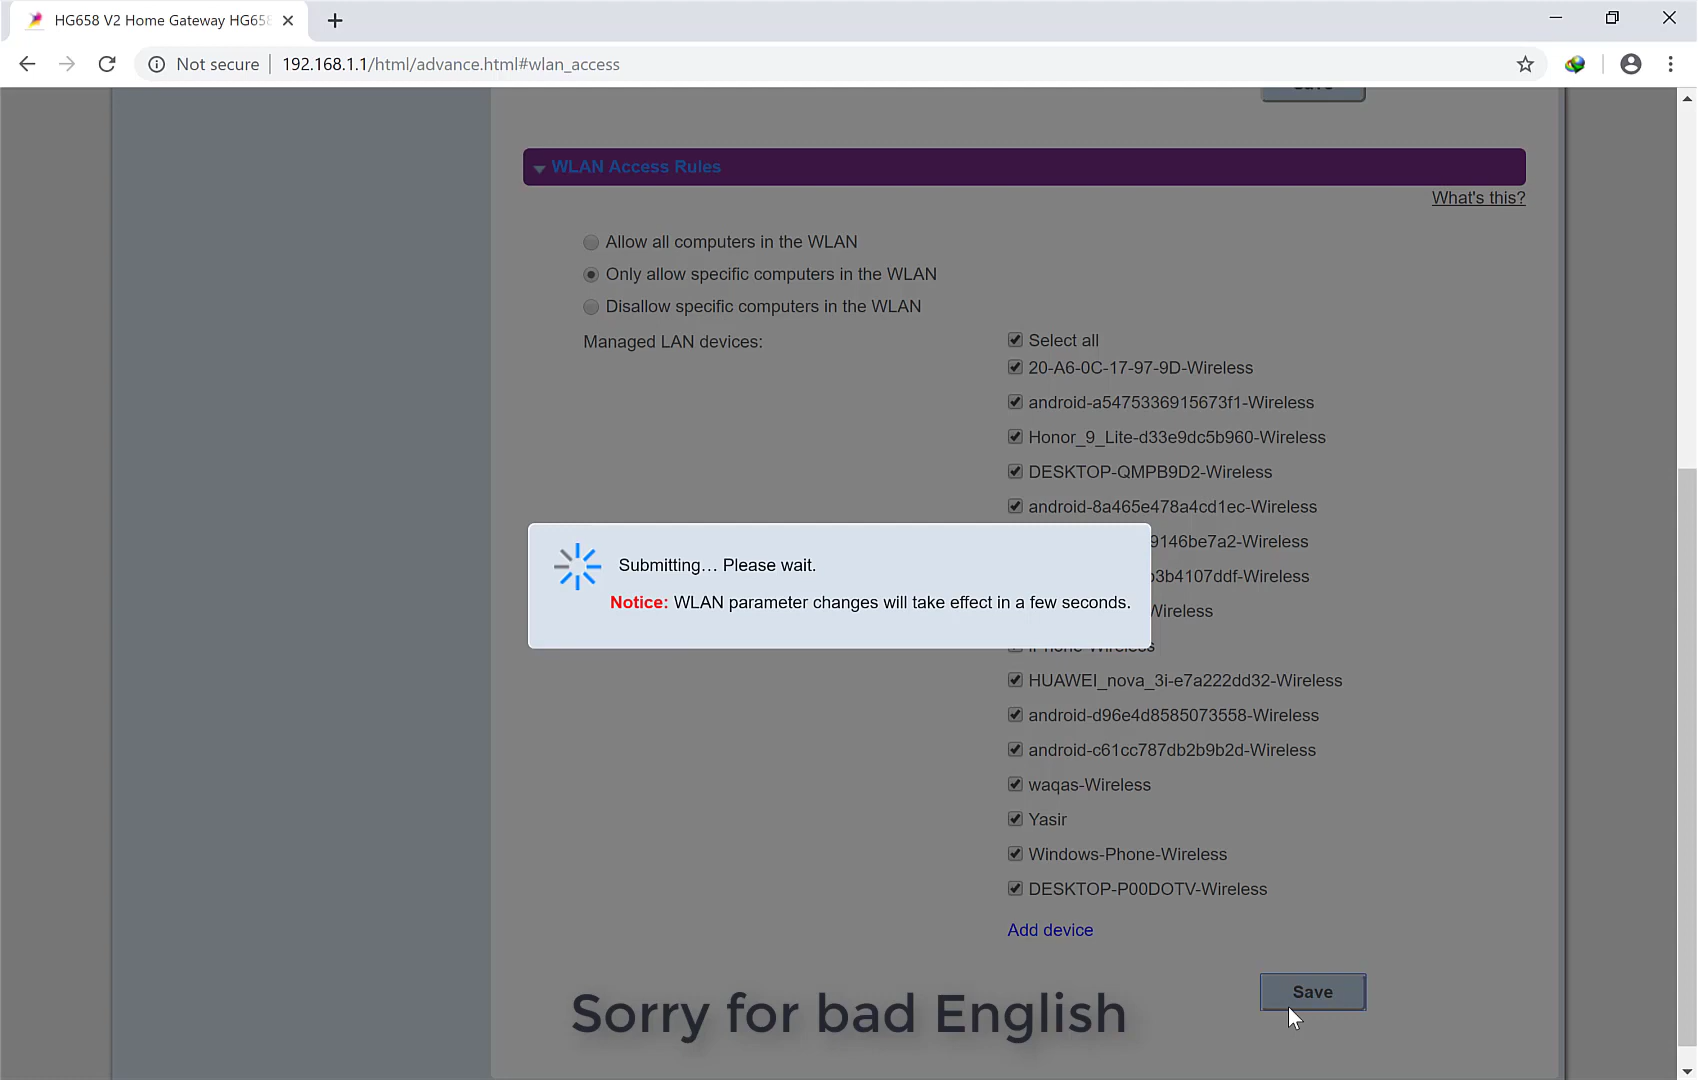 HG658 V2 Home Gateway HG658
Not secure
192.168.1.1/html/advance.html#wlan_access
WLAN Access Rules
What's this?
Allow all computers in the WLAN
Only allow specific computers in the WLAN
Disallow specific computers in the WLAN
Managed LAN devices:
Select all
20-A6-0C-17-97-9D-Wireless
android-a5475336915673f1-Wireless
Honor_9_Lite-d33e9dc5b960-Wireless
DESKTOP-QMPB9D2-Wireless
android-8a465e478a4cd1ec-Wireless
9146be7a2-Wireless
b3b4107ddf-Wireless
Wireless
Submitting… Please wait.
Notice: WLAN parameter changes will take effect in a few seconds.
iPhone-Wireless
HUAWEI_nova_3i-e7a222dd32-Wireless
android-d96e4d8585073558-Wireless
android-c61cc787db2b9b2d-Wireless
waqas-Wireless
Yasir
Windows-Phone-Wireless
DESKTOP-P00DOTV-Wireless
Add device
Save
Sorry for bad English